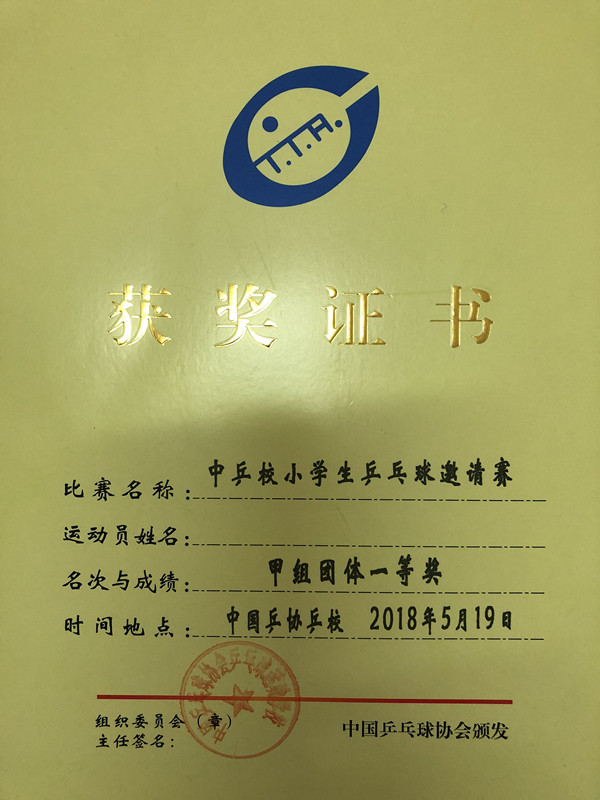 T.T.A.
获奖证书
比赛名称：中乒校小学生乒乓球邀请赛
运动员姓名：
名次与成绩：甲组团体一等奖
时间地点：中国乒协乒校 2018年5月19日
组织委员会（章）
主任签名：
中国乒乓球协会颁发